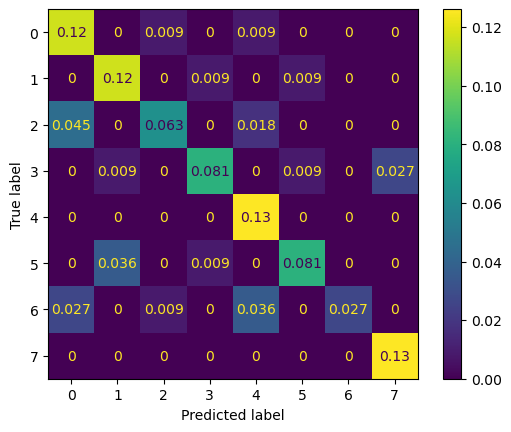 0 0.12 0 0.009 0 0.009 0 0 0
1 0 0.12 0 0.009 0 0.009 0 0
2 0.045 0 0.063 0 0.018 0 0 0
3 0 0.009 0 0.081 0 0.009 0 0.027
4 0 0 0 0 0.13 0 0 0
5 0 0.036 0 0.009 0 0.081 0 0
6 0.027 0 0.009 0 0.036 0 0.027 0
7 0 0 0 0 0 0 0 0.13
0 1 2 3 4 5 6 7
Predicted label
True label
0.12
0.10
0.08
0.06
0.04
0.02
0.00